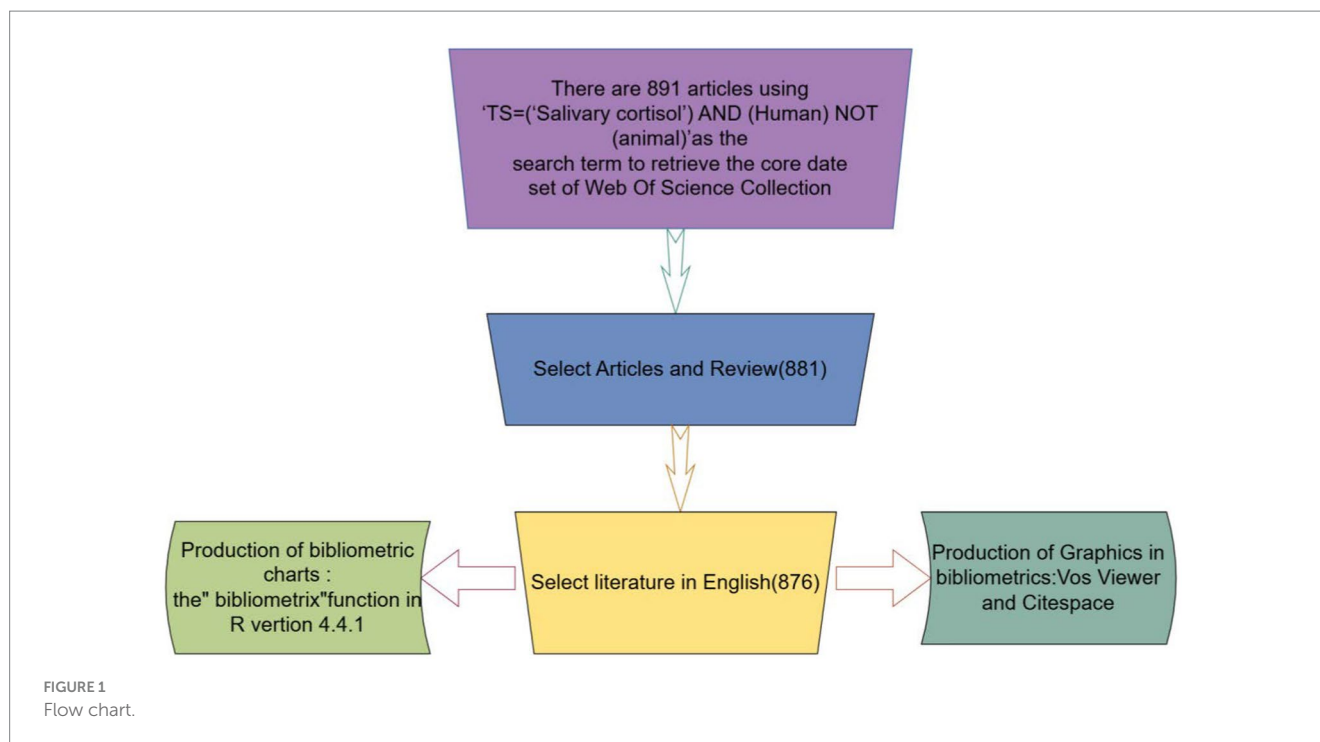 There are 891 articles using
‘TS=(‘Salivary cortisol’) AND (Human) NOT
(animal)’as the
search term to retrieve the core date
set of Web Of Science Collection
Select Articles and Review(881)
Production of bibliometric
charts :
the" bibliometrix"function in
R vertion 4.4.1
Select literature in English(876)
Production of Graphics in
bibliometrics:Vos Viewer
and Citespace
FIGURE 1
Flow chart.